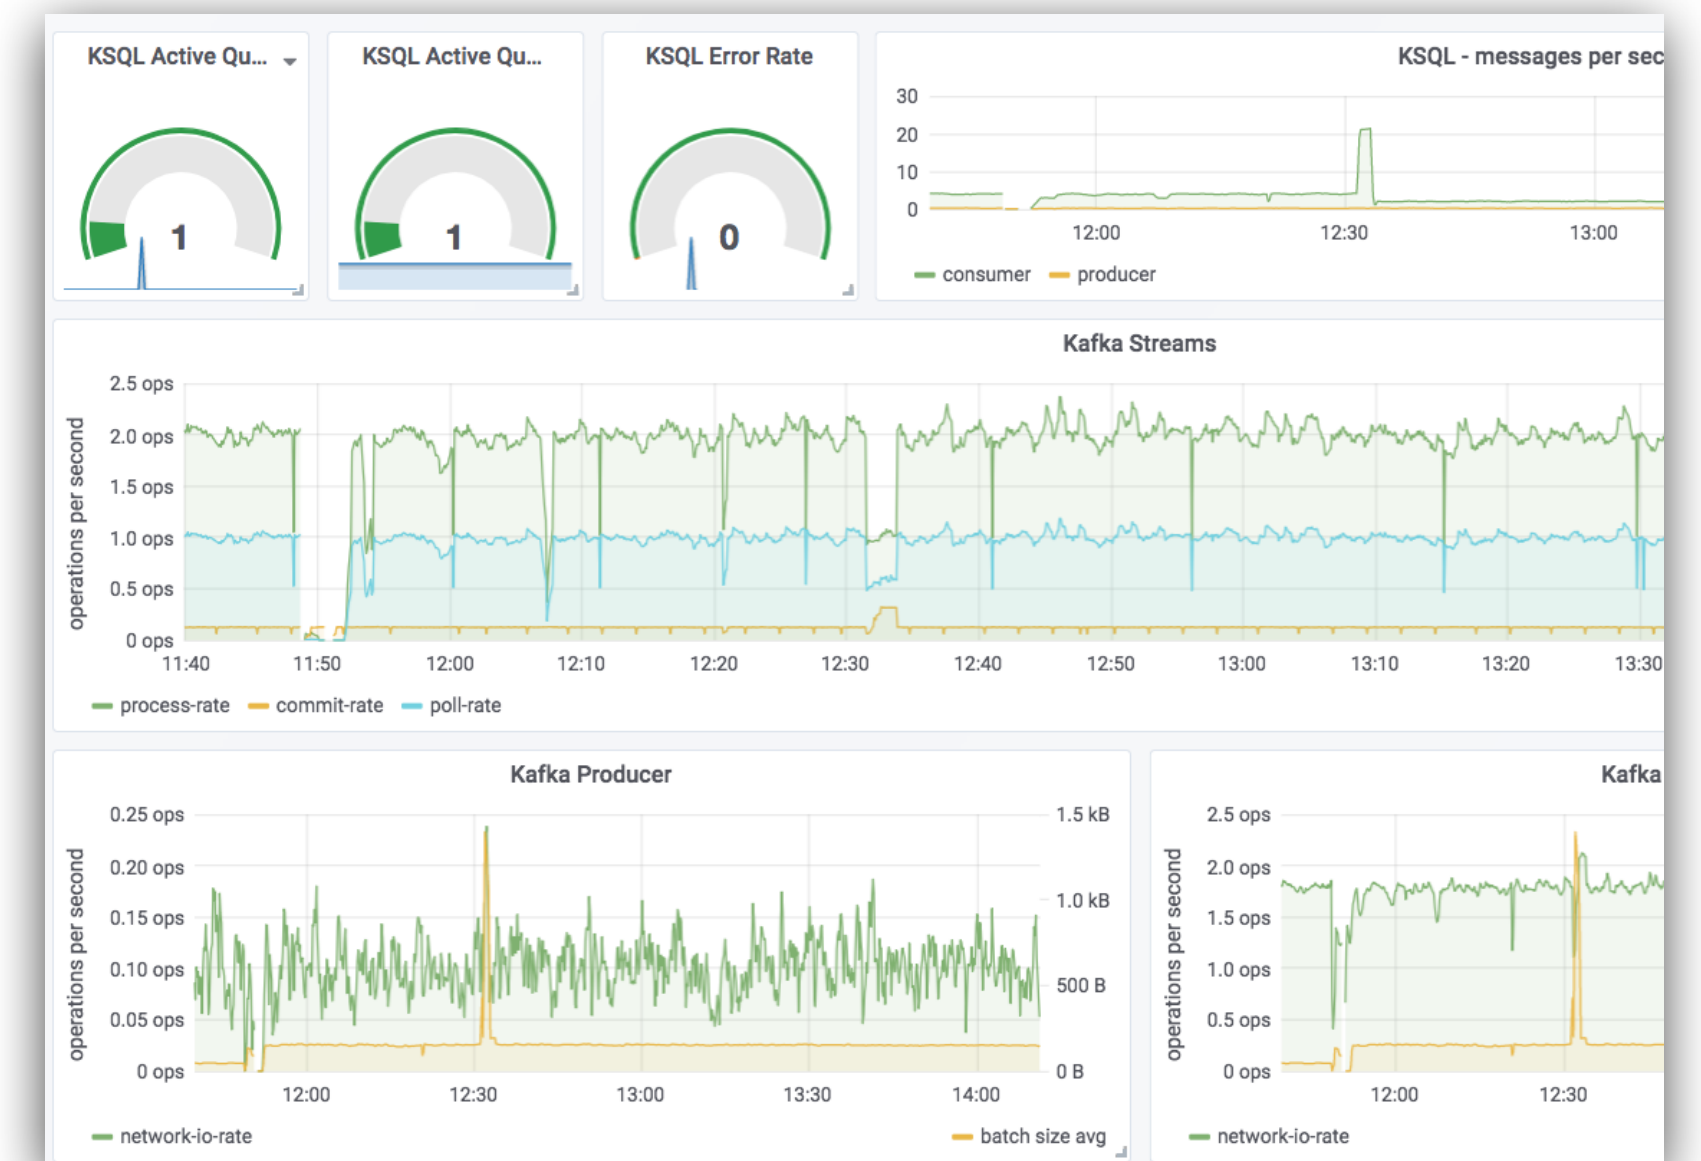 KSQL Active Qu...
1
KSQL Active Qu...
1
KSQL Error Rate
0
KSQL - messages per sec
30
20
10
0
12:00 12:30 13:00
consumer producer
Kafka Streams
operations per second
2.5 ops
2.0 ops
1.5 ops
1.0 ops
0.5 ops
0 ops
11:40 11:50 12:00 12:10 12:20 12:30 12:40 12:50 13:00 13:10 13:20 13:30
process-rate commit-rate poll-rate
Kafka Producer
operations per second
0.25 ops
0.20 ops
0.15 ops
0.10 ops
0.05 ops
0 ops
1.5 kB
1.0 kB
500 B
0 B
12:00 12:30 13:00 13:30 14:00
network-io-rate batch size avg
Kafka
operations per second
2.5 ops
2.0 ops
1.5 ops
1.0 ops
0.5 ops
0 ops
12:00 12:30
network-io-rate